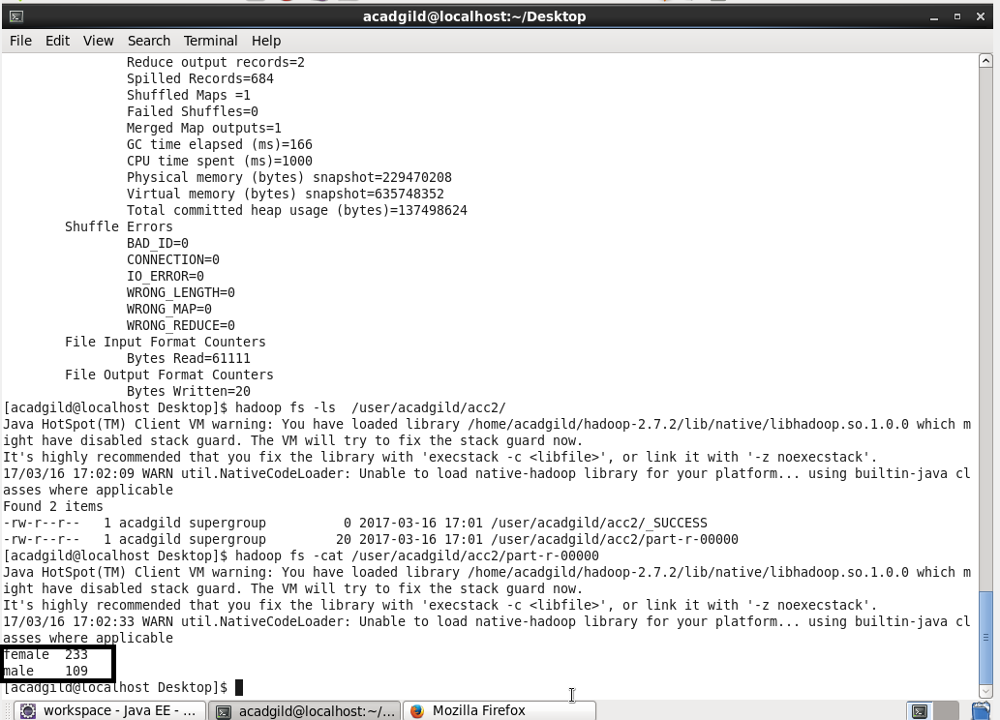 acadgild@localhost:~/Desktop
File Edit View Search Terminal Help
Reduce output records=2
Spilled Records=684
Shuffled Maps =1
Failed Shuffles=0
Merged Map outputs=1
GC time elapsed (ms)=166
CPU time spent (ms)=1000
Physical memory (bytes) snapshot=229470208
Virtual memory (bytes) snapshot=635748352
Total committed heap usage (bytes)=137498624
Shuffle Errors
BAD_ID=0
CONNECTION=0
IO_ERROR=0
WRONG_LENGTH=0
WRONG_MAP=0
WRONG_REDUCE=0
File Input Format Counters
Bytes Read=61111
File Output Format Counters
Bytes Written=20
[acadgild@localhost Desktop]$ hadoop fs -ls  /user/acadgild/acc2/
Java HotSpot(TM) Client VM warning: You have loaded library /home/acadgild/hadoop-2.7.2/lib/native/libhadoop.so.1.0.0 which m
ight have disabled stack guard. The VM will try to fix the stack guard now.
It's highly recommended that you fix the library with 'execstack -c <libfile>', or link it with '-z noexecstack'.
17/03/16 17:02:09 WARN util.NativeCodeLoader: Unable to load native-hadoop library for your platform... using builtin-java cl
asses where applicable
Found 2 items
-rw-r--r--   1 acadgild supergroup          0 2017-03-16 17:01 /user/acadgild/acc2/_SUCCESS
-rw-r--r--   1 acadgild supergroup         20 2017-03-16 17:01 /user/acadgild/acc2/part-r-00000
[acadgild@localhost Desktop]$ hadoop fs -cat /user/acadgild/acc2/part-r-00000
Java HotSpot(TM) Client VM warning: You have loaded library /home/acadgild/hadoop-2.7.2/lib/native/libhadoop.so.1.0.0 which m
ight have disabled stack guard. The VM will try to fix the stack guard now.
It's highly recommended that you fix the library with 'execstack -c <libfile>', or link it with '-z noexecstack'.
17/03/16 17:02:33 WARN util.NativeCodeLoader: Unable to load native-hadoop library for your platform... using builtin-java cl
asses where applicable
female  233
male    109
[acadgild@localhost Desktop]$
workspace - Java EE - ... acadgild@localhost:~/... Mozilla Firefox